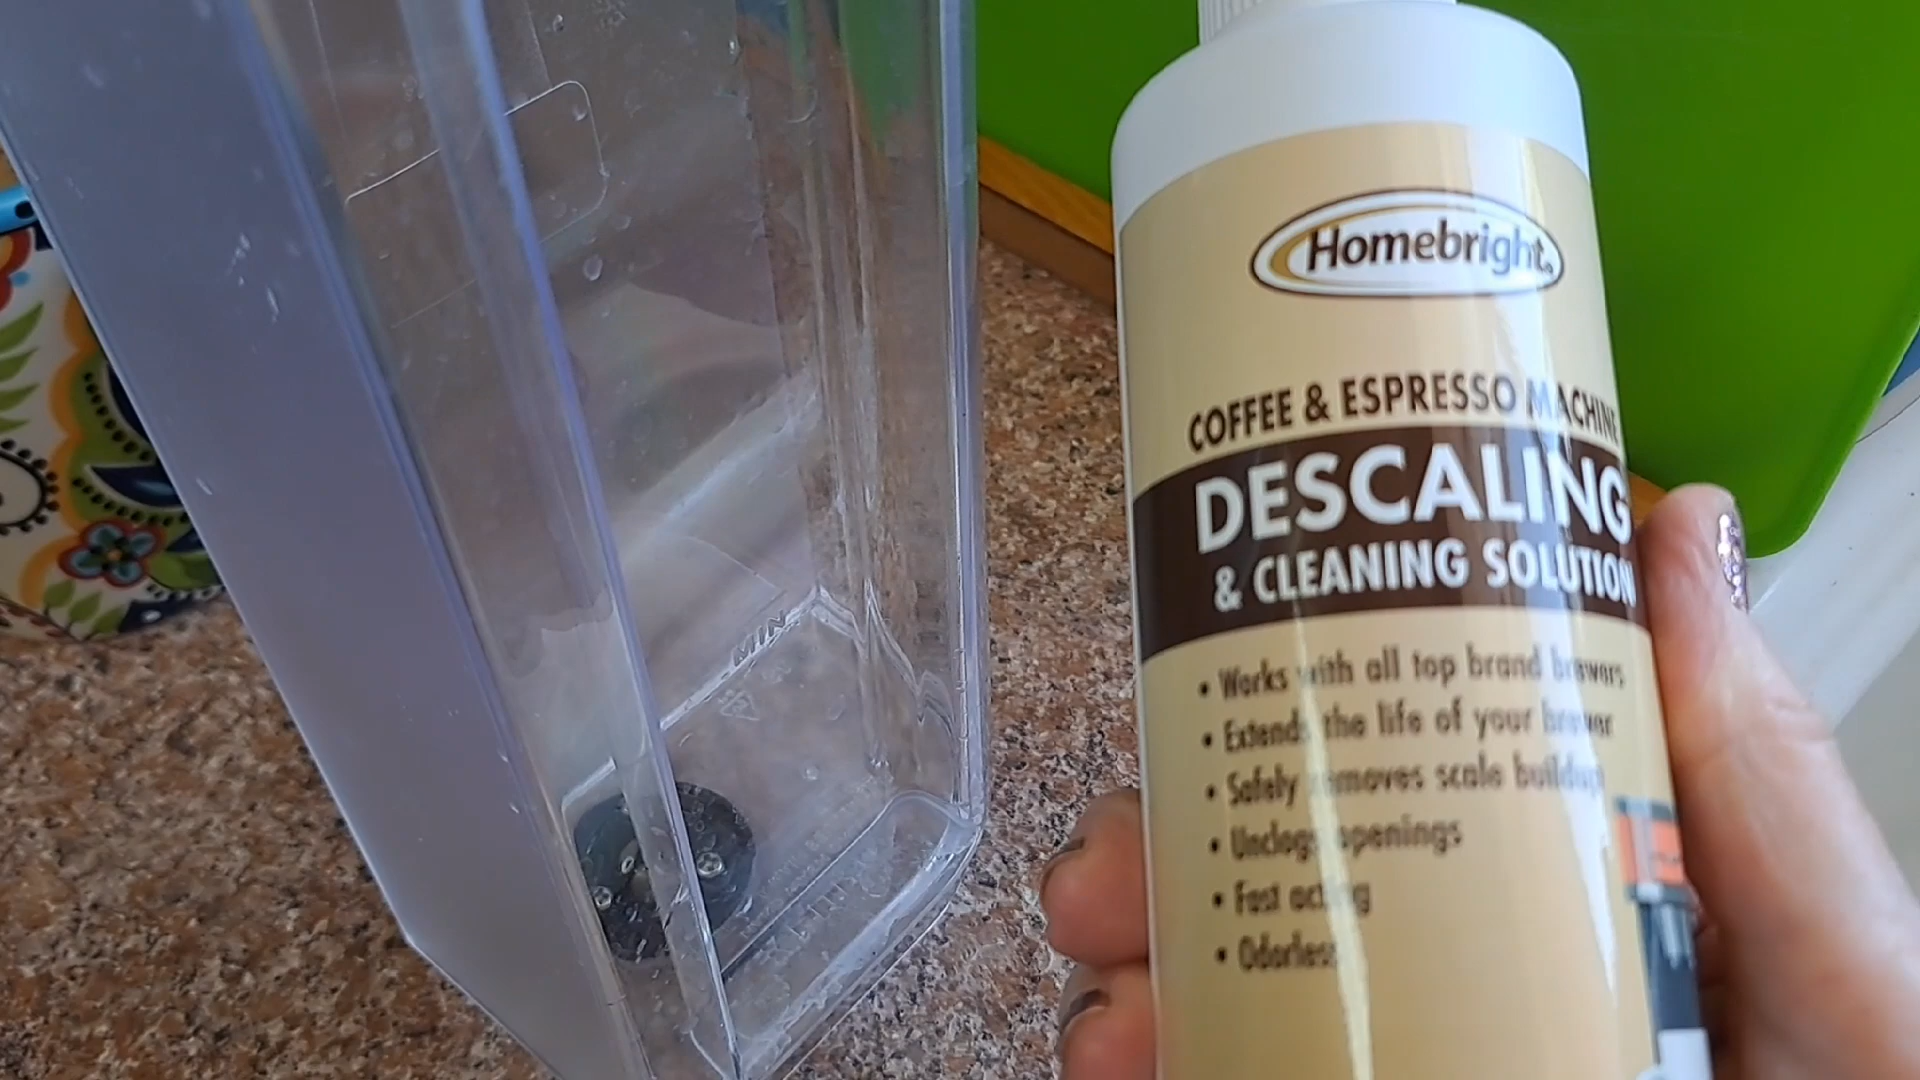 Homebright
COFFEE & ESPRESSO MACHINE
DESCALING
& CLEANING SOLUTION
• Works with all top brand brewers
• Extends the life of your brewer
• Safely removes scale buildup
• Unclogs openings
• Fast acting
• Odorless
MIN